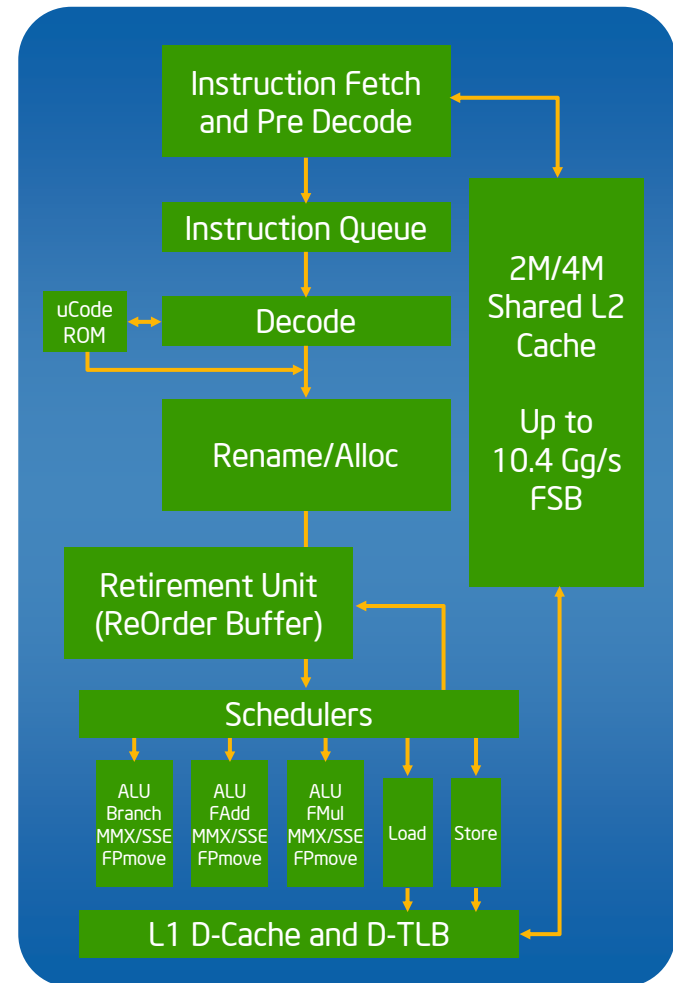 Instruction Fetch
and Pre Decode
Instruction Queue
uCode
ROM
Decode
2M/4M
Shared L2
Cache
Up to
10.4 Gg/s
FSB
Rename/Alloc
Retirement Unit
(ReOrder Buffer)
Schedulers
ALU
Branch
MMX/SSE
FPmove
ALU
FAdd
MMX/SSE
FPmove
ALU
FMul
MMX/SSE
FPmove
Load
Store
L1 D-Cache and D-TLB